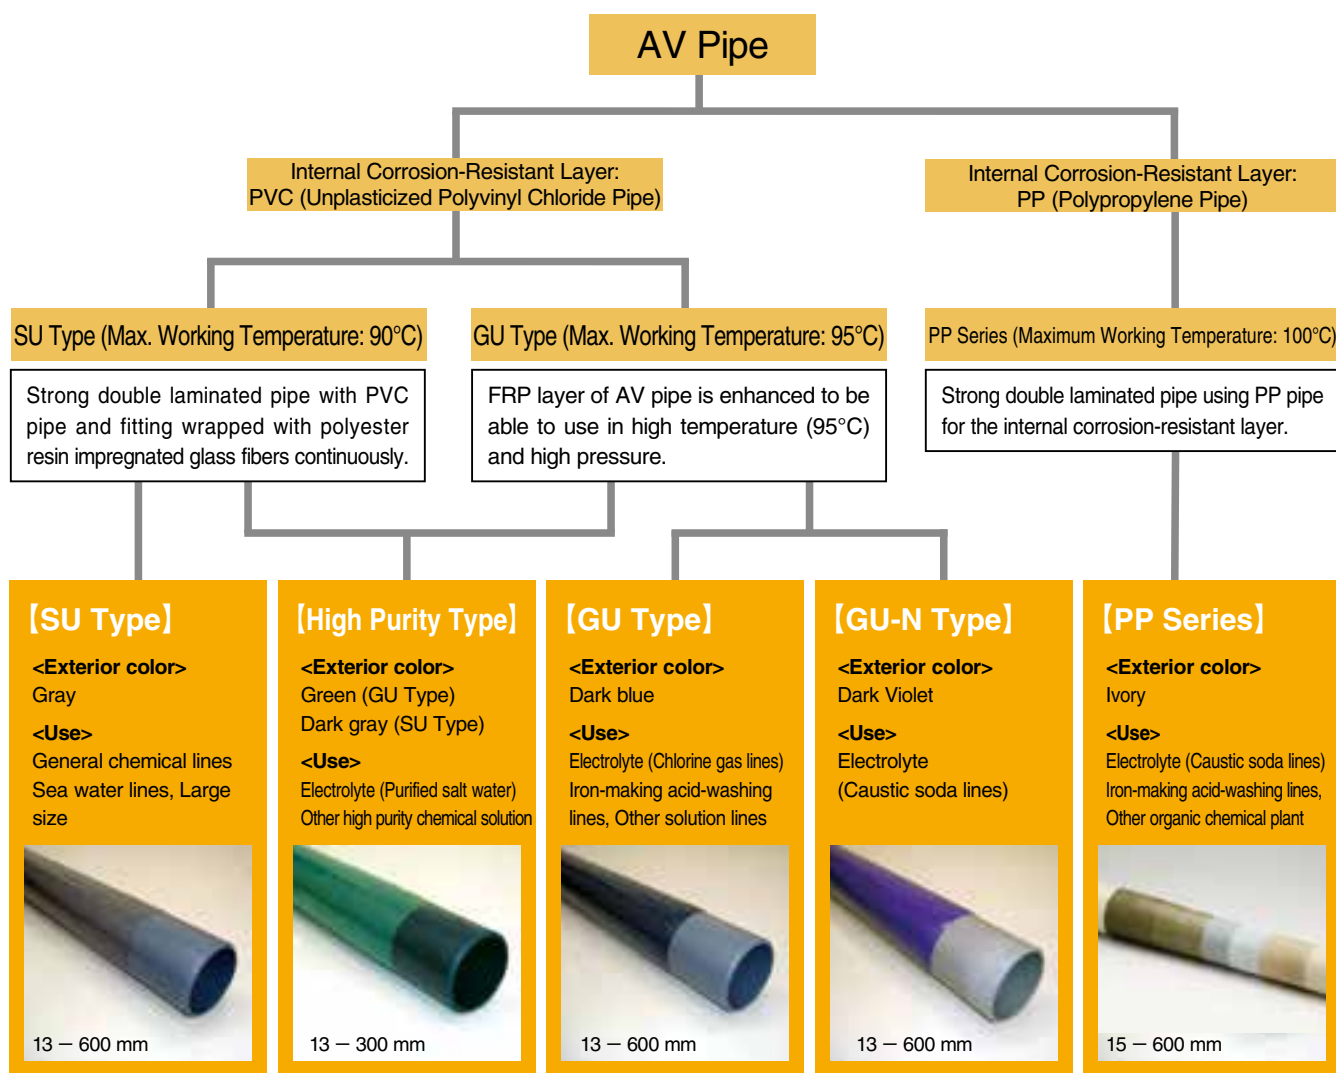 AV Pipe
Internal Corrosion-Resistant Layer:
PVC (Unplasticized Polyvinyl Chloride Pipe)
Internal Corrosion-Resistant Layer:
PP (Polypropylene Pipe)
SU Type (Max. Working Temperature: 90°C)
GU Type (Max. Working Temperature: 95°C)
PP Series (Maximum Working Temperature: 100°C)
Strong double laminated pipe with PVC
pipe and fitting wrapped with polyester
resin impregnated glass fibers continuously.
FRP layer of AV pipe is enhanced to be
able to use in high temperature (95°C)
and high pressure.
Strong double laminated pipe using PP pipe
for the internal corrosion-resistant layer.
【SU Type】
<Exterior color>
Gray
<Use>
General chemical lines
Sea water lines, Large
size
13 – 600 mm
【High Purity Type】
<Exterior color>
Green (GU Type)
Dark gray (SU Type)
<Use>
Electrolyte (Purified salt water)
Other high purity chemical solution
13 – 300 mm
【GU Type】
<Exterior color>
Dark blue
<Use>
Electrolyte (Chlorine gas lines)
Iron-making acid-washing
lines, Other solution lines
13 – 600 mm
【GU-N Type】
<Exterior color>
Dark Violet
<Use>
Electrolyte
(Caustic soda lines)
13 – 600 mm
【PP Series】
<Exterior color>
Ivory
<Use>
Electrolyte (Caustic soda lines)
Iron-making acid-washing lines,
Other organic chemical plant
15 – 600 mm